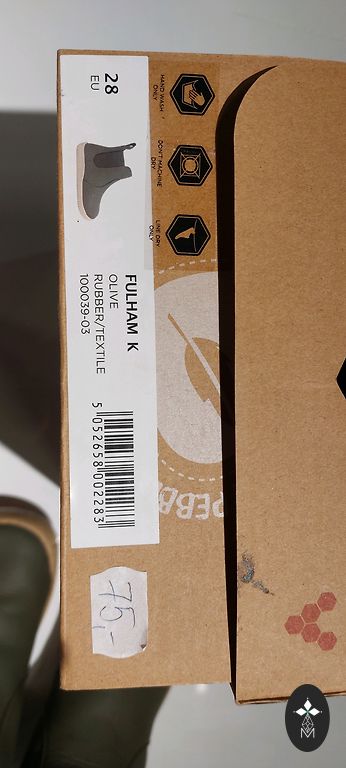 28
EU
FULHAM K
OLIVE
RUBBER/TEXTILE
100039-03
5 052658 002283
HAND WASH
ONLY
DON'T MACHINE
DRY
LINE DRY
ONLY
75,-
M